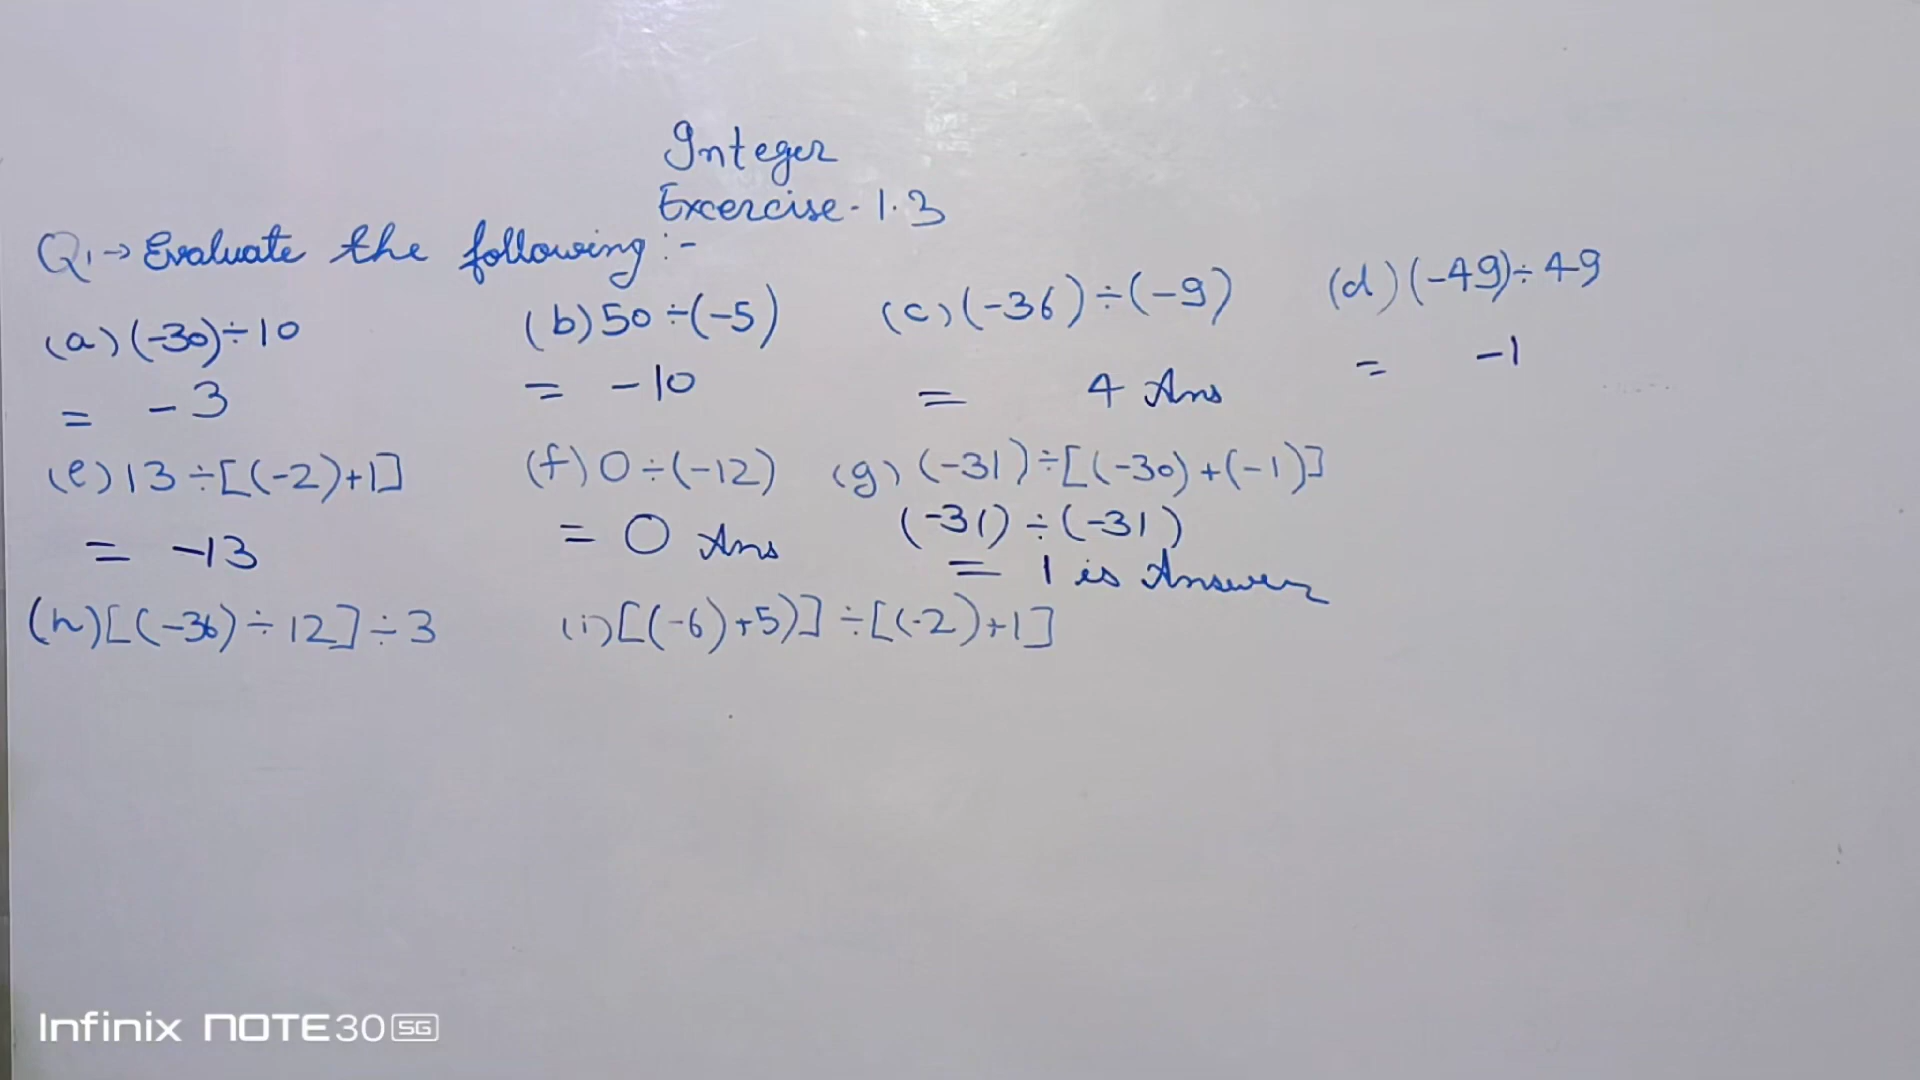 Integer
Excercise - 1.3
Q1→ Evaluate the following :-
(a) (-30)÷10 (b) 50÷(-5) (c) (-36)÷(-9) (d) (-49)÷49
= -3 = -10 = 4 Ans = -1
(e) 13÷[(-2)+1] (f) 0÷(-12) (g) (-31)÷[(-30)+(-1)]
(-31)÷(-31)
= -13 = 0 Ans = 1 is Answer
(h) [(-36)÷12]÷3 (i) [(-6)+5)]÷[(-2)+1]
Infinix NOTE 30 5G